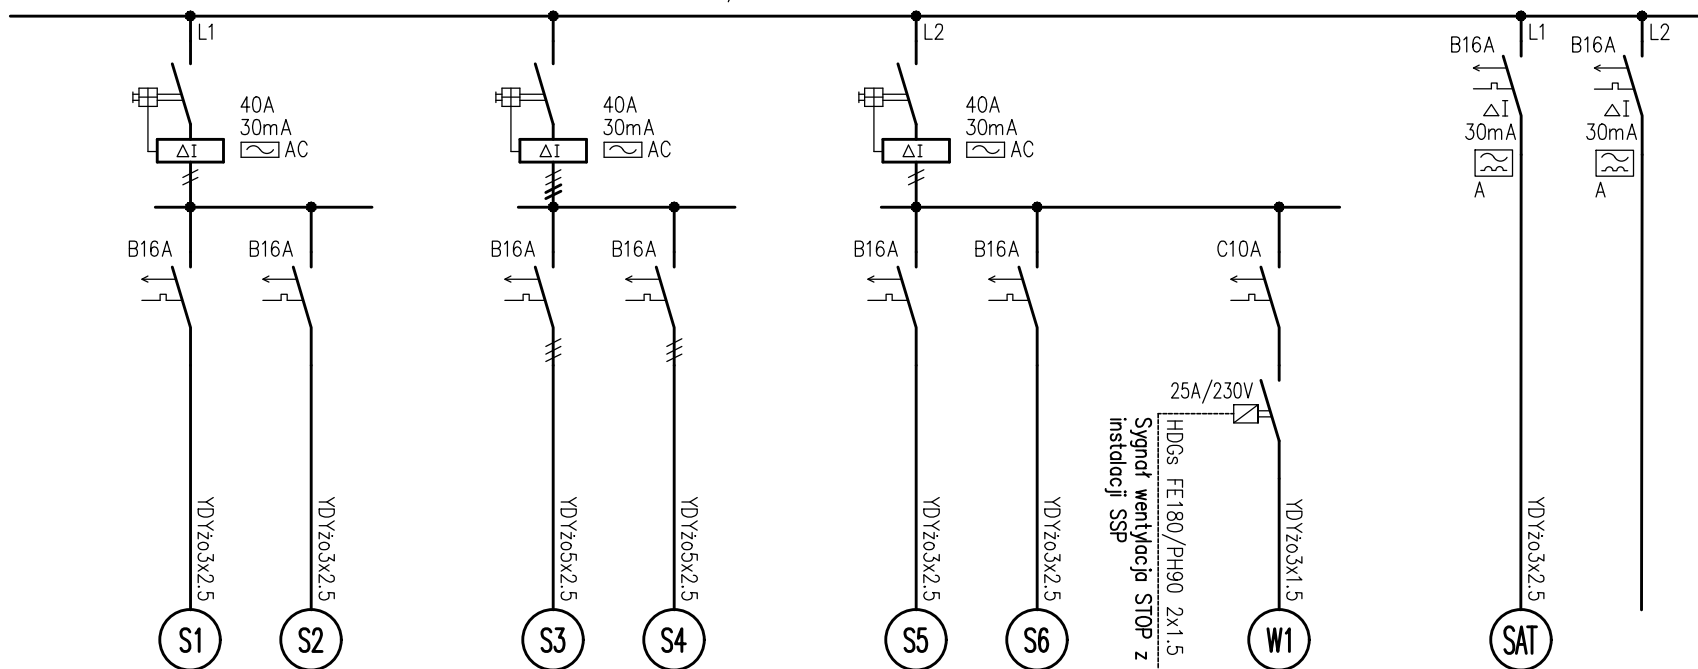 L1
L2
L1
L2
B16A
B16A
40A
30mA
ΔI
AC
40A
30mA
ΔI
AC
40A
30mA
ΔI
AC
ΔI
30mA
A
ΔI
30mA
A
B16A
B16A
B16A
B16A
B16A
B16A
C10A
25A/230V
HDGs FE180/PH90 2x1.5
Sygnał wentylacja STOP z
instalacji SSP
YDYżo3x2.5
YDYżo3x2.5
YDYżo5x2.5
YDYżo5x2.5
YDYżo3x2.5
YDYżo3x2.5
YDYżo3x1.5
YDYżo3x2.5
S1
S2
S3
S4
S5
S6
W1
SAT